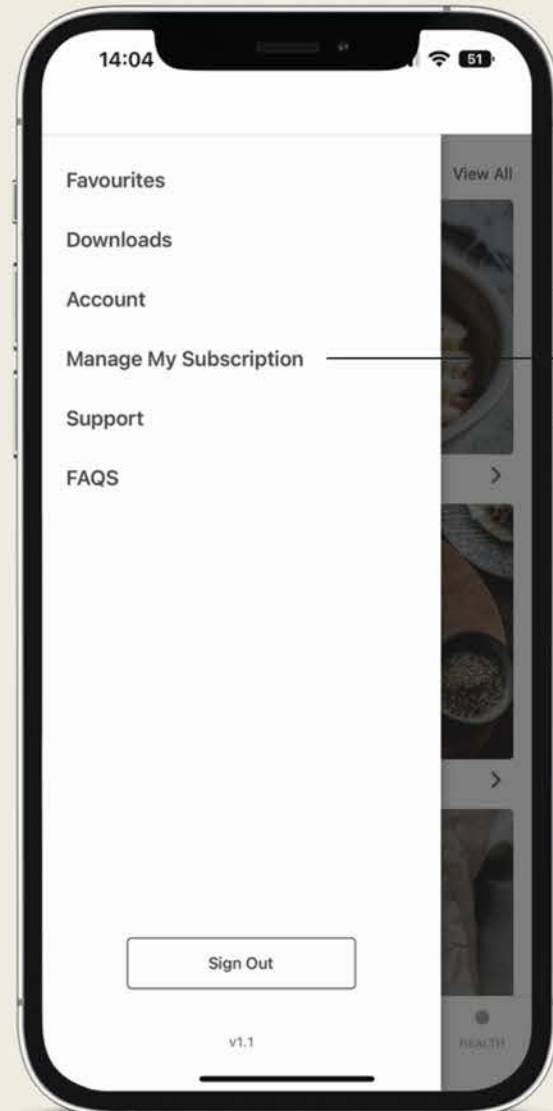 14:04
51
View All
Favourites
Downloads
Account
Manage My Subscription
Support
FAQS
Sign Out
v1.1
HEALTH